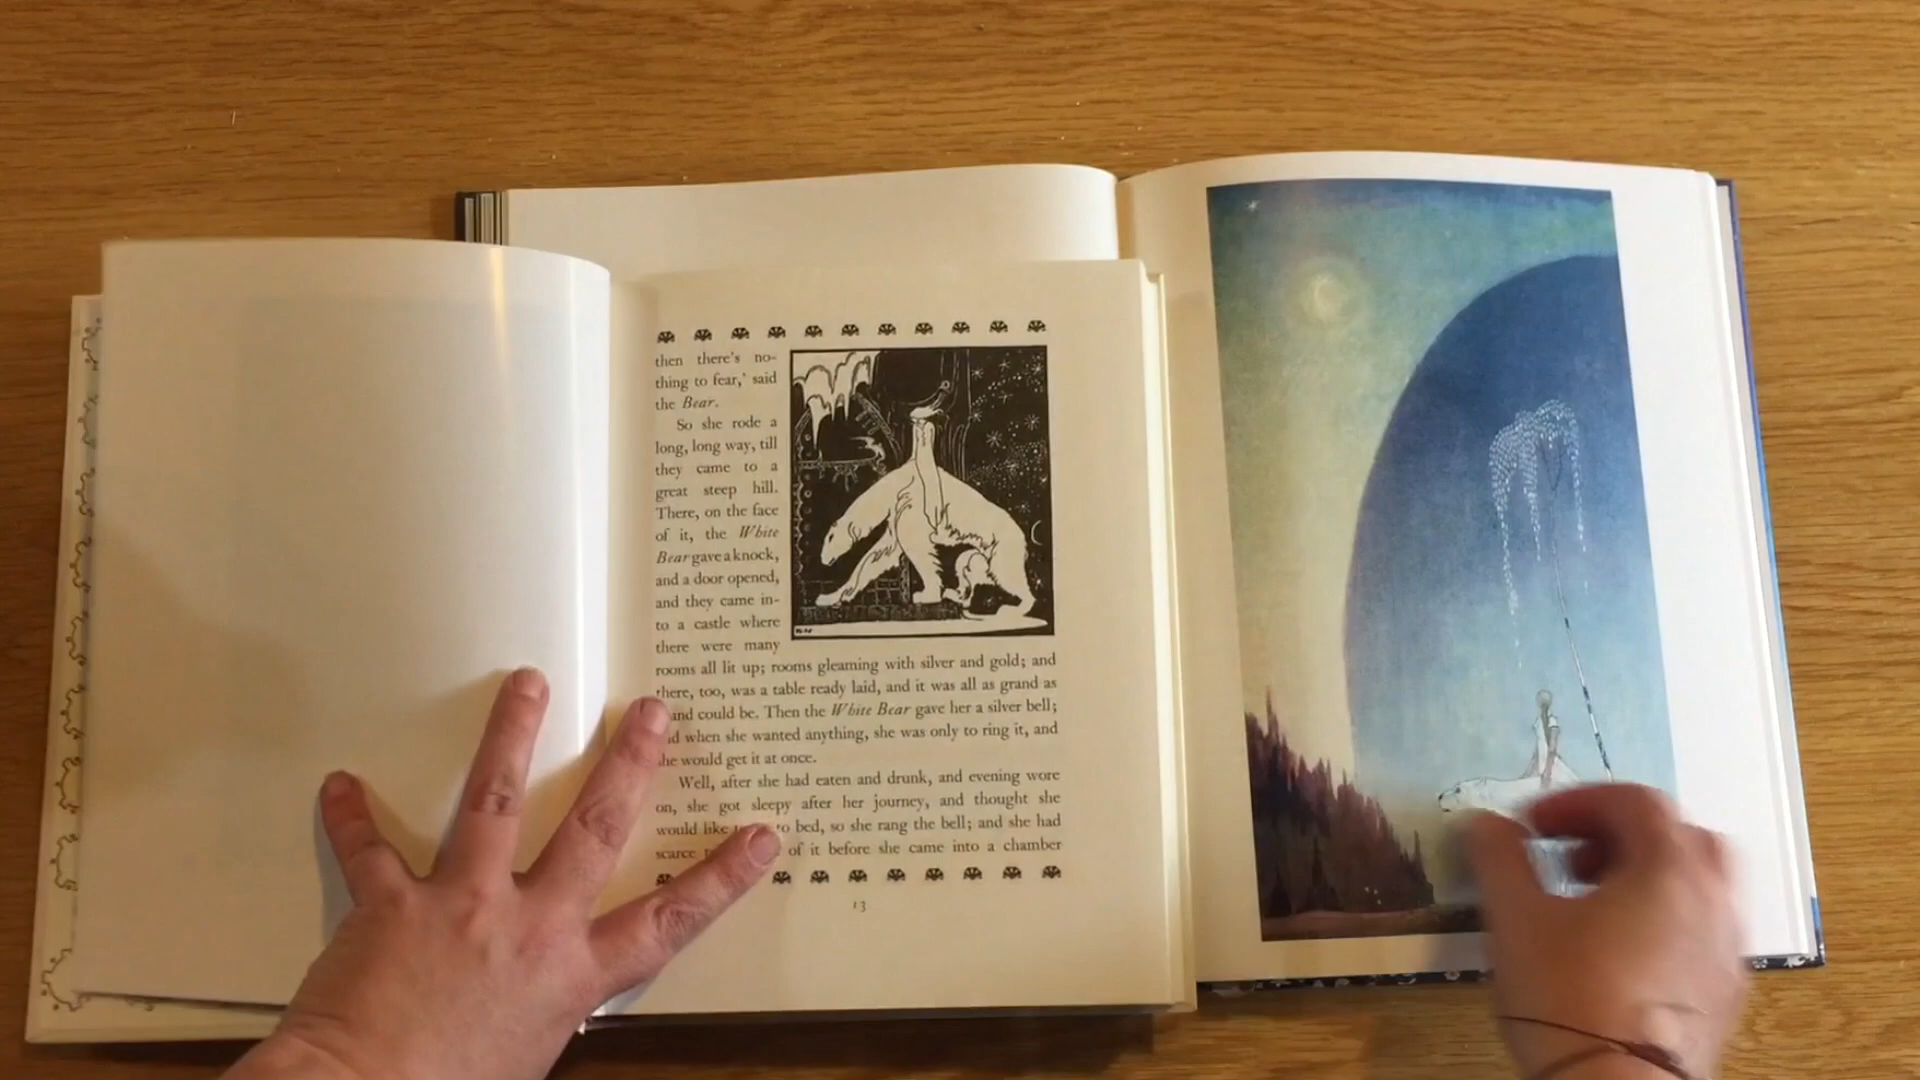 then there's no-
thing to fear,' said
the Bear.
So she rode a
long, long way, till
they came to a
great steep hill.
There, on the face
of it, the White
Bear gave a knock,
and a door opened,
and they came in-
to a castle where
there were many
rooms all lit up; rooms gleaming with silver and gold; and
there, too, was a table ready laid, and it was all as grand as
and could be. Then the White Bear gave her a silver bell;
when she wanted anything, she was only to ring it, and
she would get it at once.
Well, after she had eaten and drunk, and evening wore
on, she got sleepy after her journey, and thought she
would like to bed, so she rang the bell; and she had
scarce of it before she came into a chamber
13